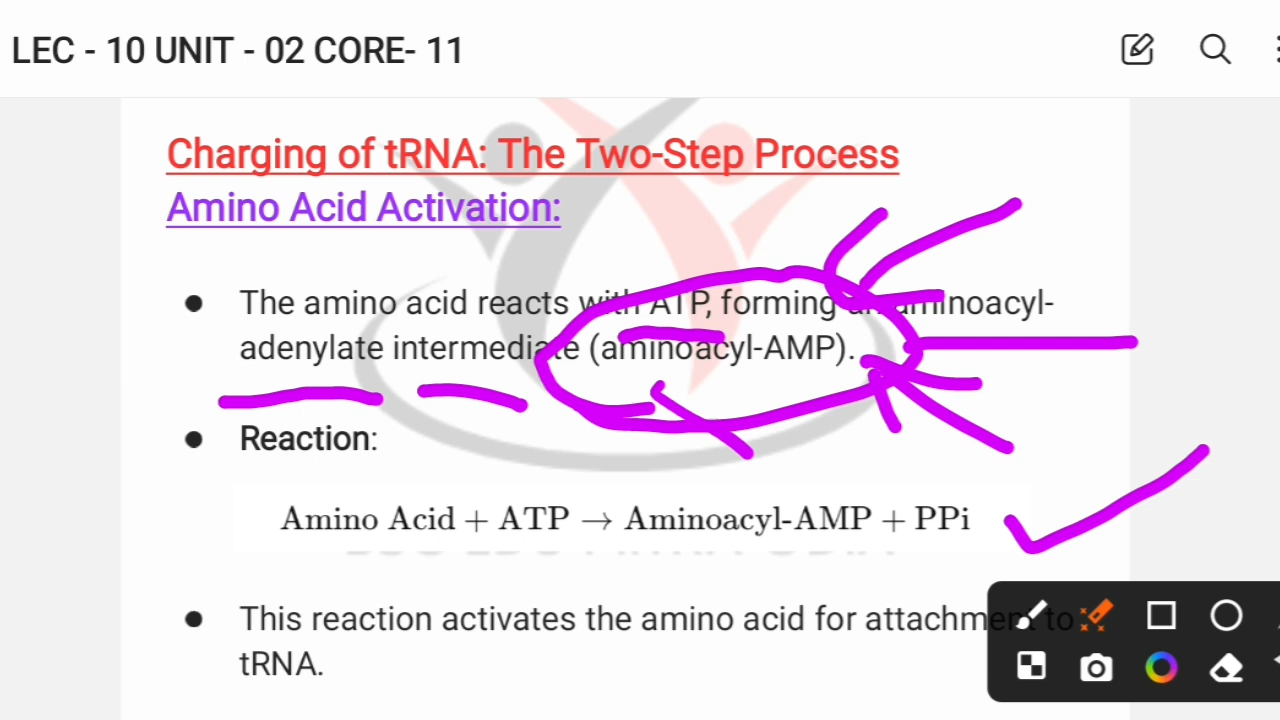 LEC - 10 UNIT - 02 CORE- 11
Charging of tRNA: The Two-Step Process
Amino Acid Activation:
● The amino acid reacts with ATP, forming an aminoacyl-
adenylate intermediate (aminoacyl-AMP).
● Reaction:
Amino Acid + ATP → Aminoacyl-AMP + PPi
● This reaction activates the amino acid for attachment to
tRNA.